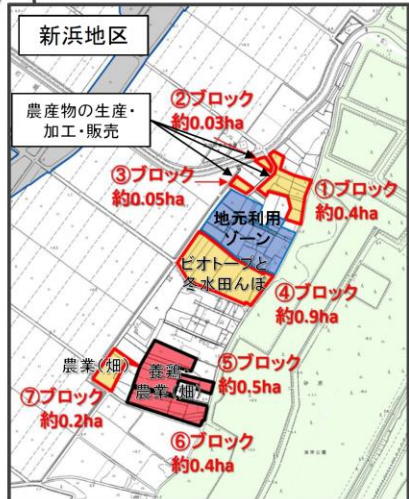 新浜地区
農産物の生産・
加工・販売
②ブロック
約0.03ha
③ブロック
約0.05ha
①ブロック
約0.4ha
地元利用
ゾーン
ビオトープと
冬水田んぼ
④ブロック
約0.9ha
農業(畑)
養鶏・
農業(畑)
⑤ブロック
約0.5ha
⑦ブロック
約0.2ha
⑥ブロック
約0.4ha
海岸公園